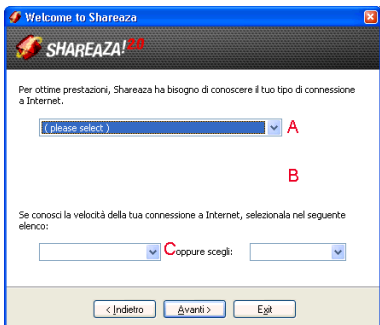 Welcome to Shareaza
SHAREAZA! 2.0
Per ottime prestazioni, Shareaza ha bisogno di conoscere il tuo tipo di connessione
a Internet.
( please select ) A
B
Se conosci la velocità della tua connessione a Internet, selezionala nel seguente
elenco:
Coppure scegli:
< Indietro Avanti > Exit